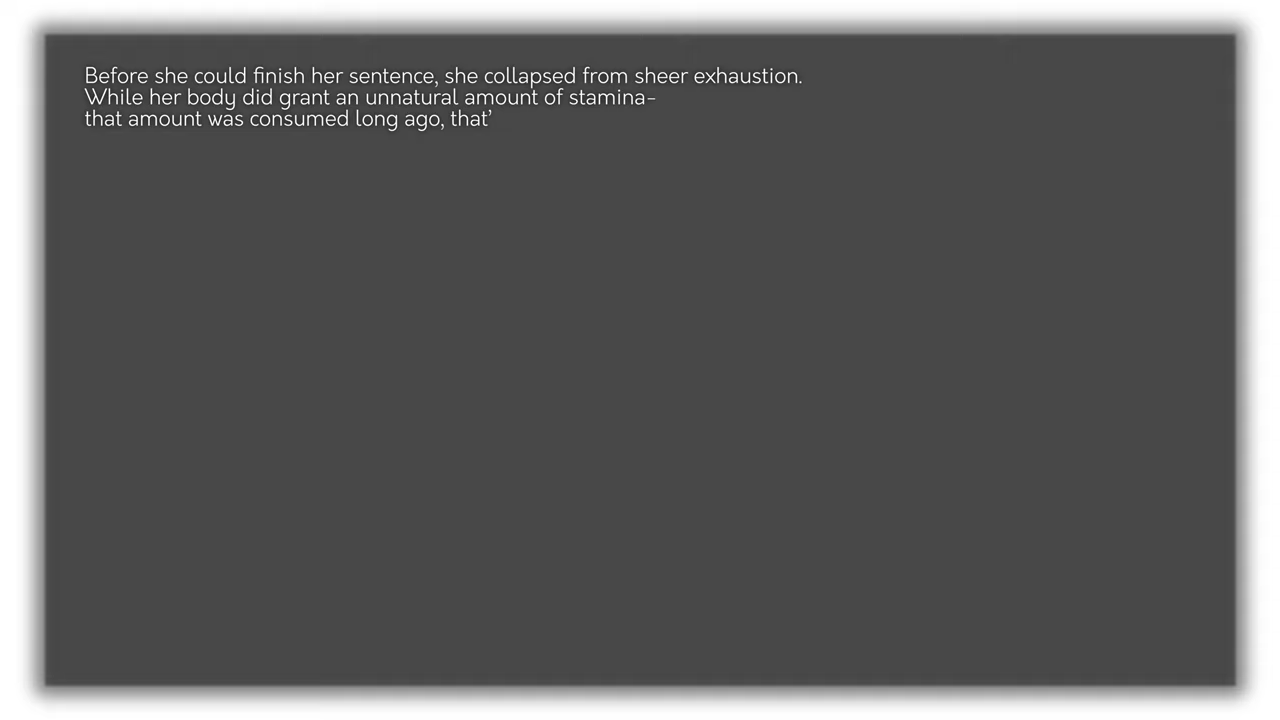 Before she could finish her sentence, she collapsed from sheer exhaustion.
While her body did grant an unnatural amount of stamina-
that amount was consumed long ago, that’